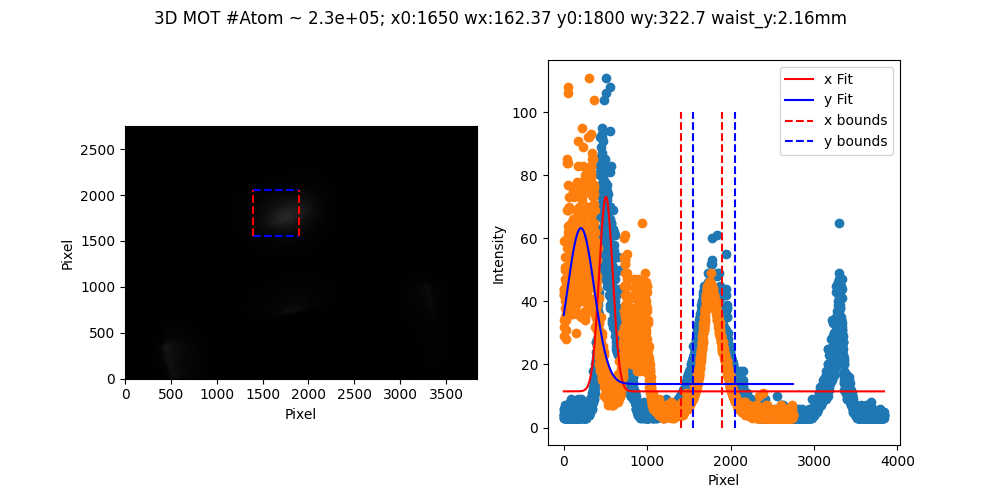 3D MOT #Atom ~ 2.3e+05; x0:1650 wx:162.37 y0:1800 wy:322.7 waist_y:2.16mm
2500
2000
1500
1000
500
0
Pixel
0 500 1000 1500 2000 2500 3000 3500
Pixel
100
80
60
40
20
0
Intensity
x Fit
y Fit
x bounds
y bounds
0 1000 2000 3000 4000
Pixel